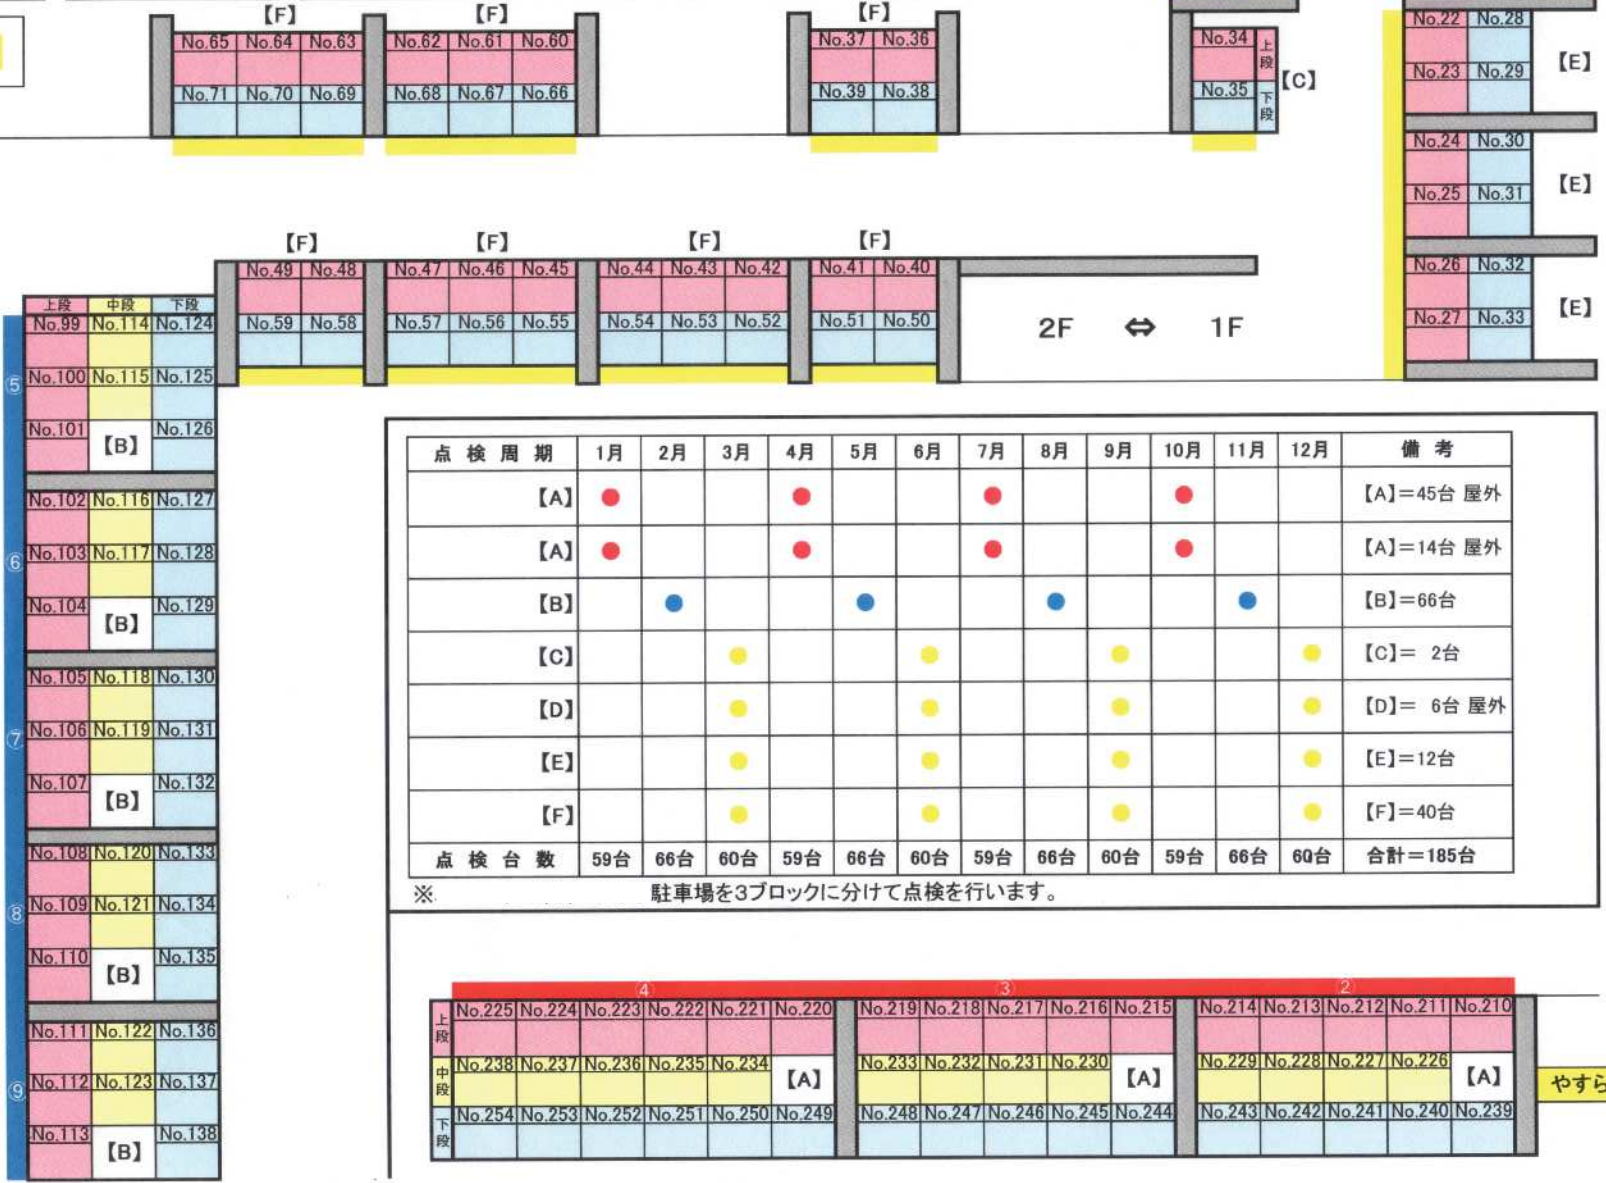 【F】 【F】 【F】
No.65 No.64 No.63 No.62 No.61 No.60 No.37 No.36 No.34 上段
No.71 No.70 No.69 No.68 No.67 No.66 No.39 No.38 No.35 下段 【C】
No.22 No.28 【E】
No.23 No.29
No.24 No.30 【E】
No.25 No.31
No.26 No.32 【E】
No.27 No.33
【F】 【F】 【F】 【F】
No.49 No.48 No.47 No.46 No.45 No.44 No.43 No.42 No.41 No.40
No.59 No.58 No.57 No.56 No.55 No.54 No.53 No.52 No.51 No.50
2F ⇔ 1F
上段 中段 下段
No.99 No.114 No.124
⑤ No.100 No.115 No.125
No.101 【B】 No.126
No.102 No.116 No.127
⑥ No.103 No.117 No.128
No.104 【B】 No.129
No.105 No.118 No.130
⑦ No.106 No.119 No.131
No.107 【B】 No.132
No.108 No.120 No.133
⑧ No.109 No.121 No.134
No.110 【B】 No.135
No.111 No.122 No.136
⑨ No.112 No.123 No.137
No.113 【B】 No.138
点検周期 1月 2月 3月 4月 5月 6月 7月 8月 9月 10月 11月 12月 備考
【A】 ● ● ● ● 【A】=45台 屋外
【A】 ● ● ● ● 【A】=14台 屋外
【B】 ● ● ● ● 【B】=66台
【C】 ● ● ● ● 【C】= 2台
【D】 ● ● ● ● 【D】= 6台 屋外
【E】 ● ● ● ● 【E】=12台
【F】 ● ● ● ● 【F】=40台
点検台数 59台 66台 60台 59台 66台 60台 59台 66台 60台 59台 66台 60台 合計=185台
※ 駐車場を3ブロックに分けて点検を行います。
④ ③ ②
上段 No.225 No.224 No.223 No.222 No.221 No.220 No.219 No.218 No.217 No.216 No.215 No.214 No.213 No.212 No.211 No.210
中段 No.238 No.237 No.236 No.235 No.234 【A】 No.233 No.232 No.231 No.230 【A】 No.229 No.228 No.227 No.226 【A】
下段 No.254 No.253 No.252 No.251 No.250 No.249 No.248 No.247 No.246 No.245 No.244 No.243 No.242 No.241 No.240 No.239
やすら